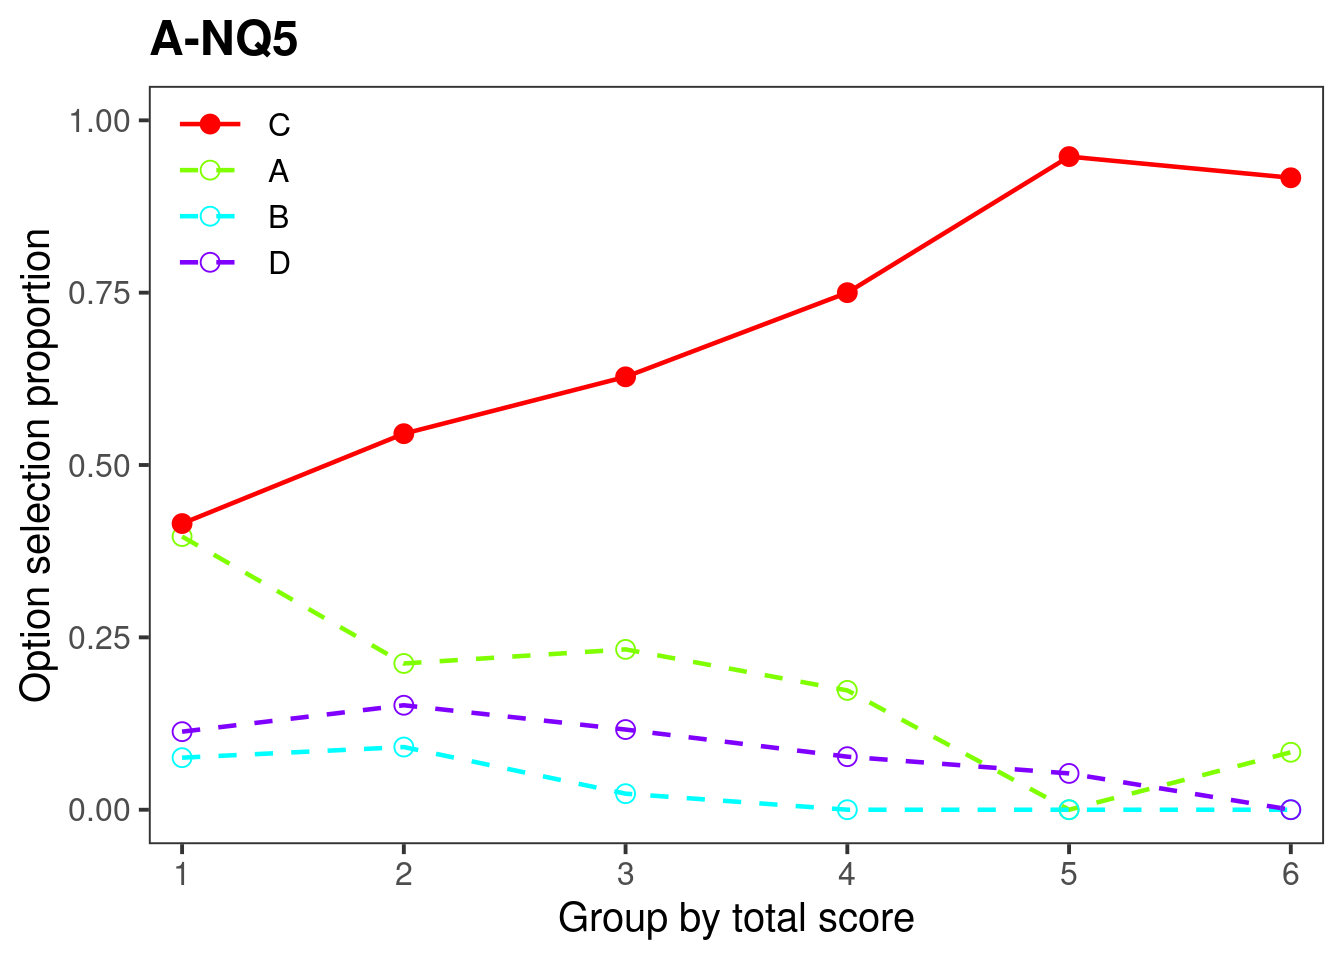 A-NQ5
1.00
0.75
0.50
0.25
0.00
C
A
B
D
Option selection proportion
1 2 3 4 5 6
Group by total score